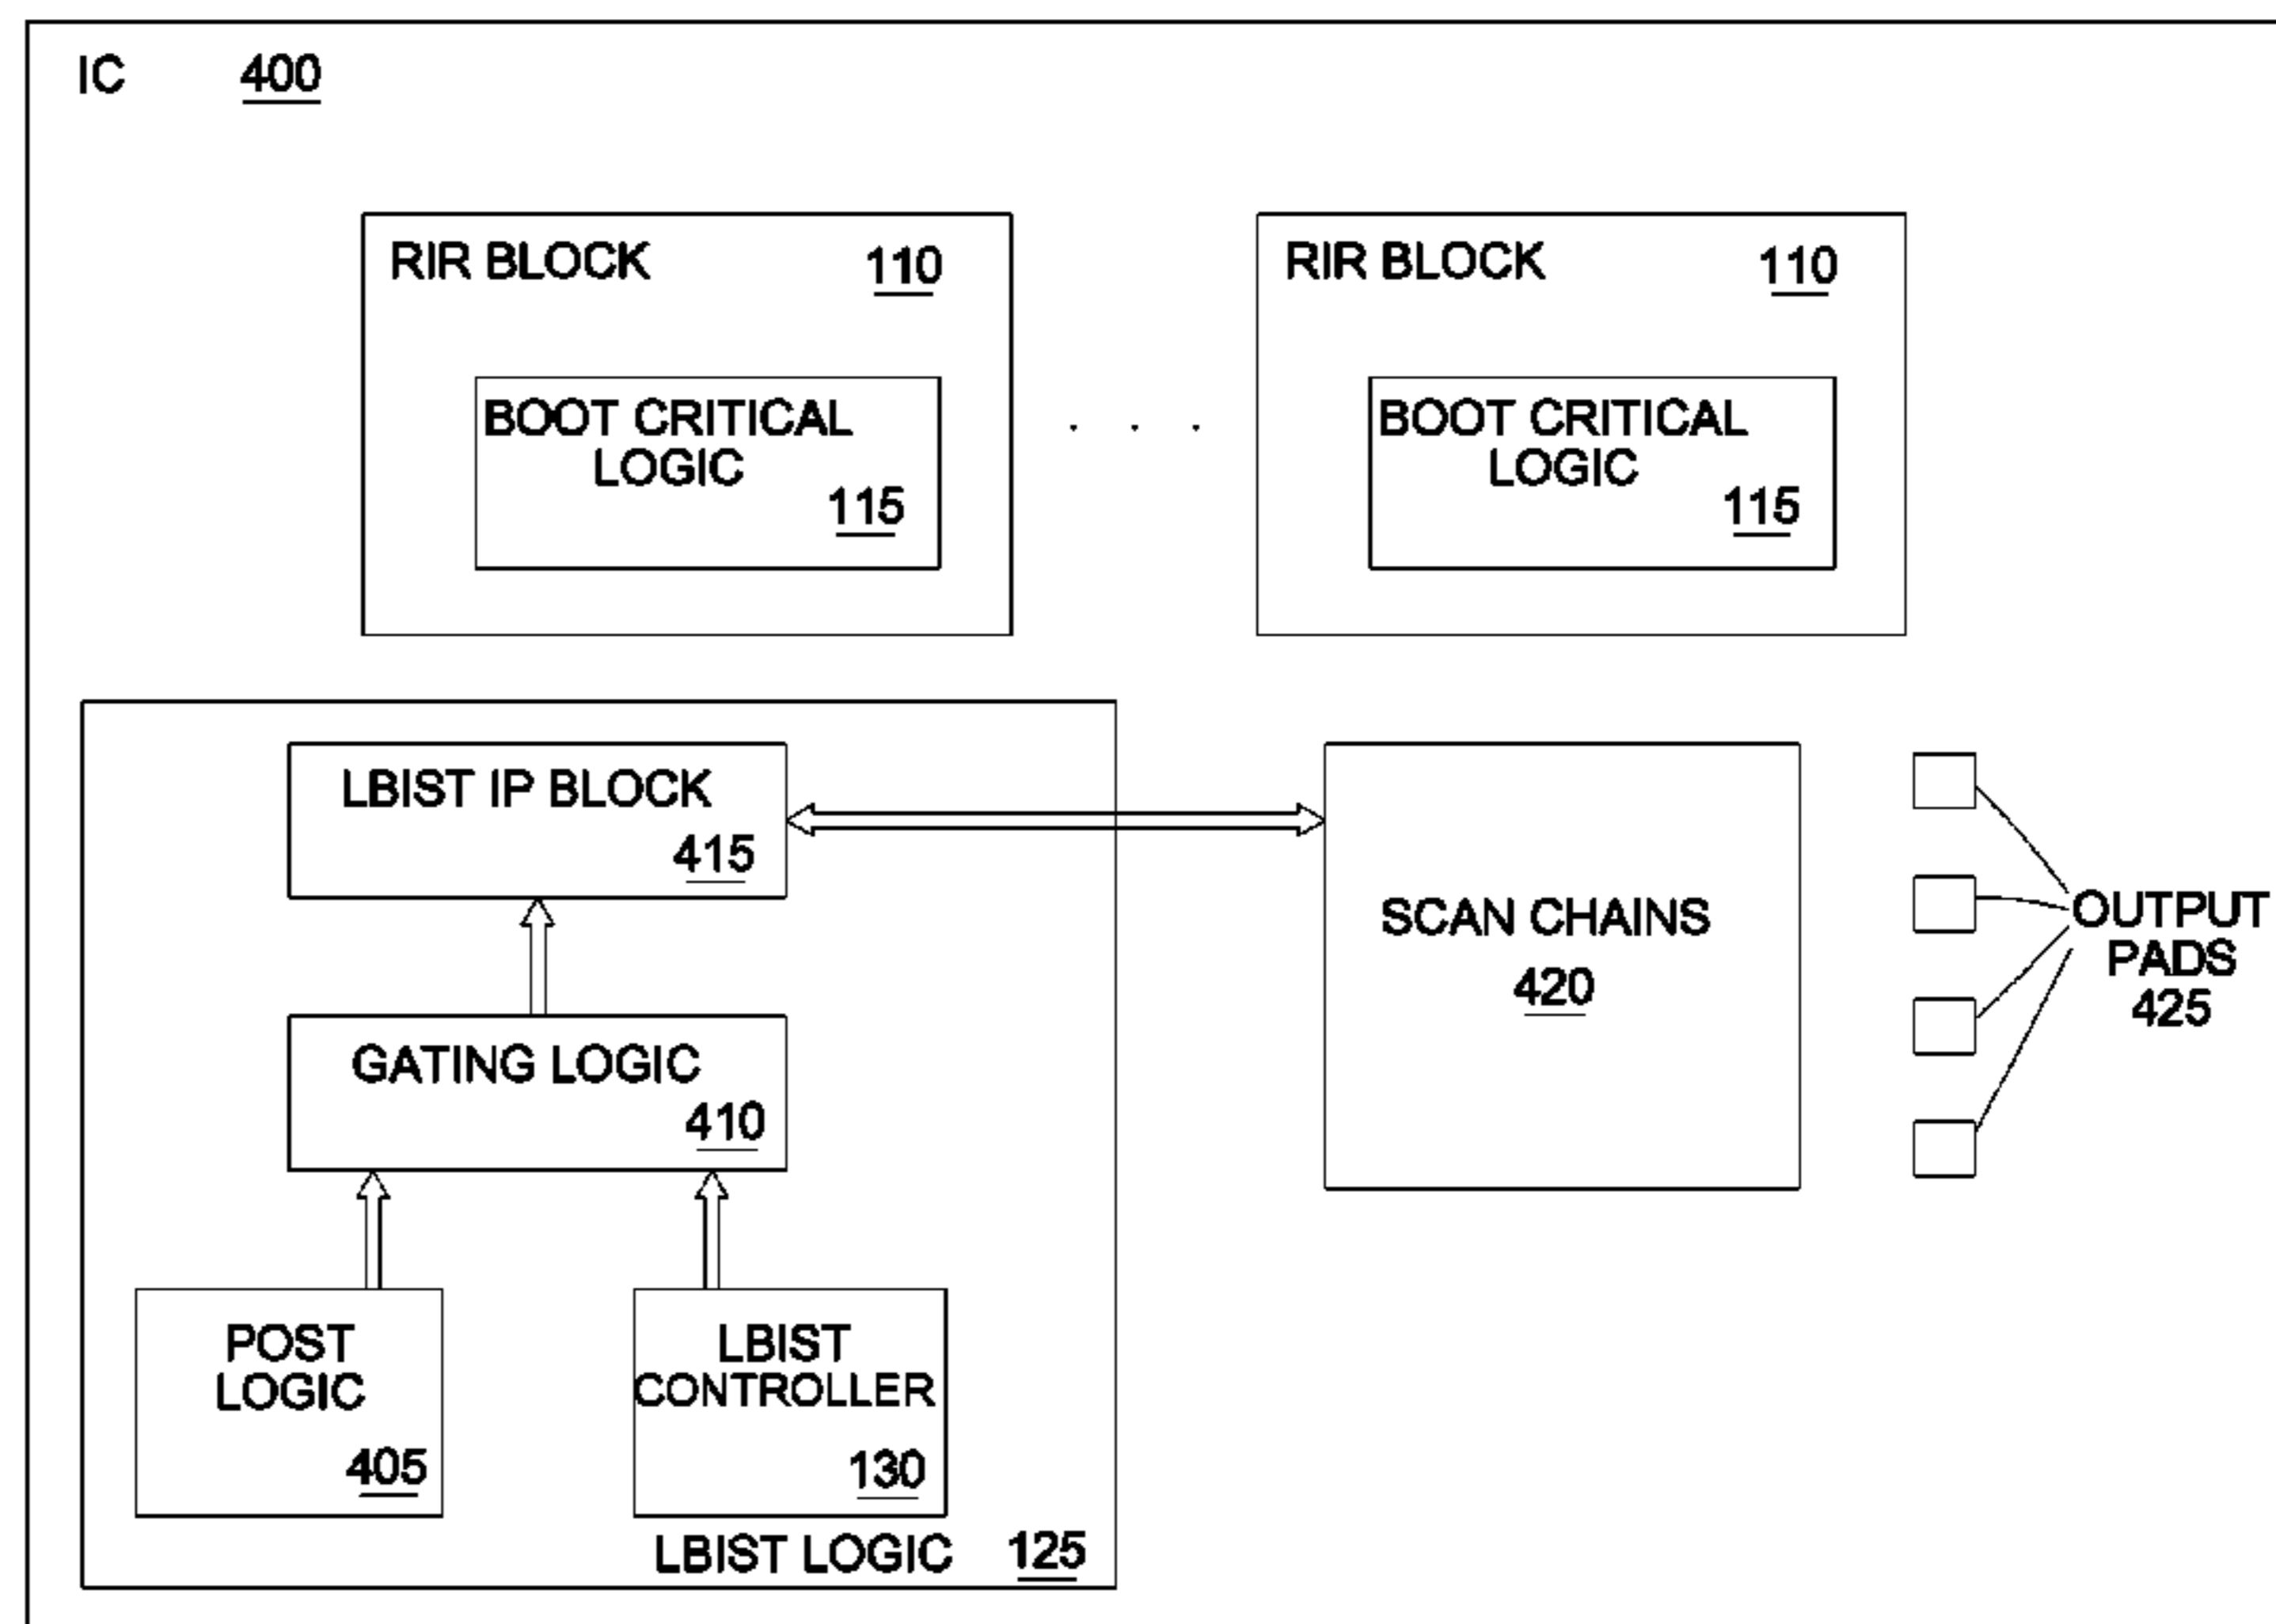 IC 400
RIR BLOCK 110
BOOT CRITICAL
LOGIC
115
. . .
RIR BLOCK 110
BOOT CRITICAL
LOGIC
115
LBIST IP BLOCK
415
GATING LOGIC
410
POST
LOGIC
405
LBIST
CONTROLLER
130
LBIST LOGIC 125
SCAN CHAINS
420
OUTPUT
PADS
425